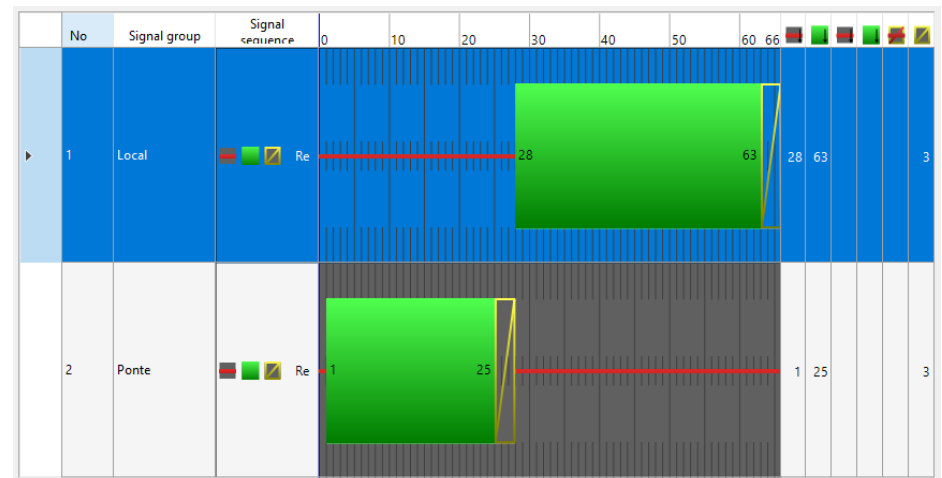 No Signal group Signal sequence 0 10 20 30 40 50 60 66
1 Local Re 28 63 28 63 3
2 Ponte Re 1 25 1 25 3